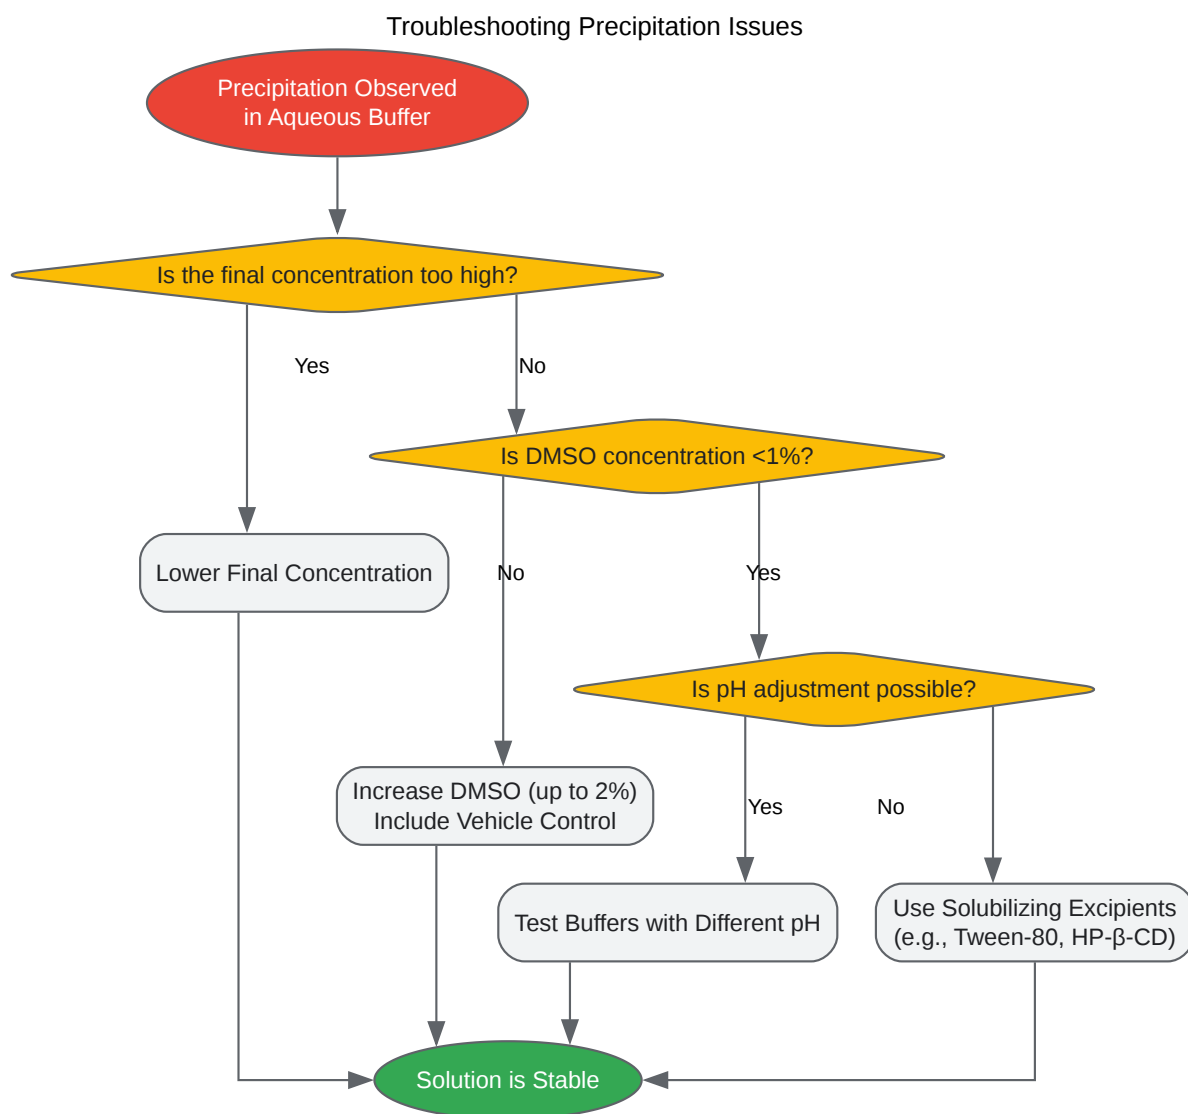 Troubleshooting Precipitation Issues
Precipitation Observed
in Aqueous Buffer
Is the final concentration too high?
Yes
No
Is DMSO concentration <1%?
Lower Final Concentration
No
Yes
Is pH adjustment possible?
Increase DMSO (up to 2%)
Include Vehicle Control
Yes
No
Test Buffers with Different pH
Use Solubilizing Excipients
(e.g., Tween-80, HP-β-CD)
Solution is Stable